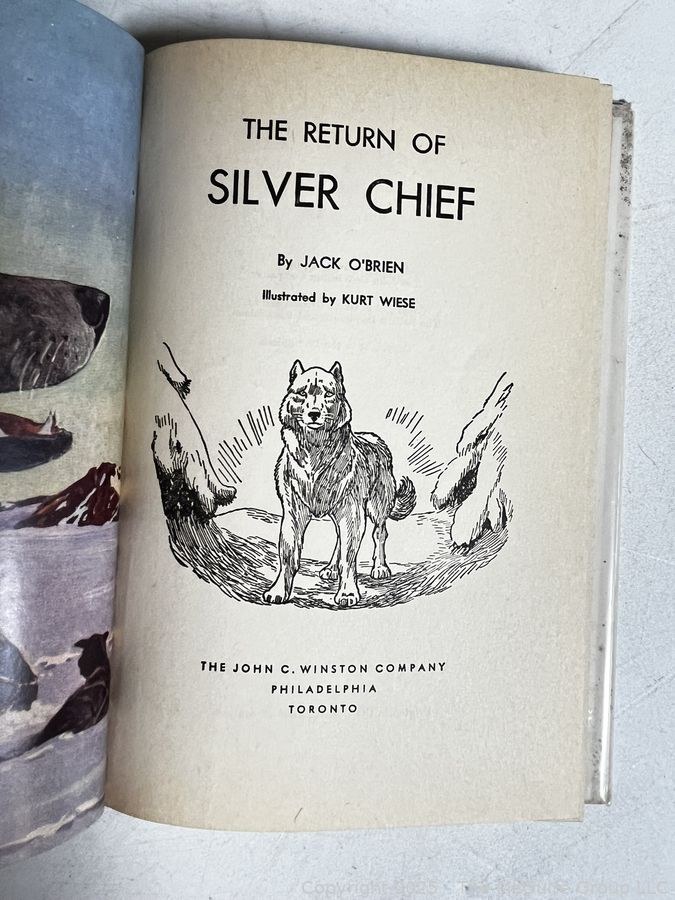 THE RETURN OF
SILVER CHIEF
By JACK O'BRIEN
Illustrated by KURT WIESE
THE JOHN C. WINSTON COMPANY
PHILADELPHIA
TORONTO